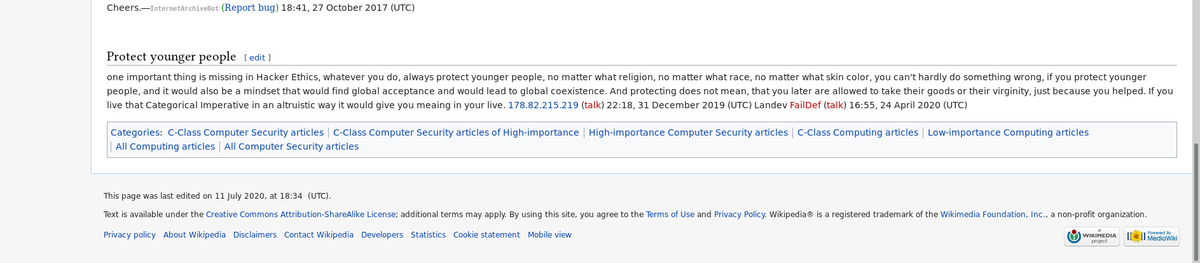 Cheers.—InternetArchiveBot (Report bug) 18:41, 27 October 2017 (UTC)
Protect younger people [ edit ]
one important thing is missing in Hacker Ethics, whatever you do, always protect younger people, no matter what religion, no matter what race, no matter what skin color, you can't hardly do something wrong, if you protect younger
people, and it would also be a mindset that would find global acceptance and would lead to global coexistence. And protecting does not mean, that you later are allowed to take their goods or their virginity, just because you helped. If you
live that Categorical Imperative in an altruistic way it would give you meaing in your live. 178.82.215.219 (talk) 22:18, 31 December 2019 (UTC) Landev FailDef (talk) 16:55, 24 April 2020 (UTC)
Categories: C-Class Computer Security articles | C-Class Computer Security articles of High-importance | High-importance Computer Security articles | C-Class Computing articles | Low-importance Computing articles
| All Computing articles | All Computer Security articles
This page was last edited on 11 July 2020, at 18:34 (UTC).
Text is available under the Creative Commons Attribution-ShareAlike License; additional terms may apply. By using this site, you agree to the Terms of Use and Privacy Policy. Wikipedia® is a registered trademark of the Wikimedia Foundation, Inc., a non-profit organization.
Privacy policy About Wikipedia Disclaimers Contact Wikipedia Developers Statistics Cookie statement Mobile view
a WIKIMEDIA project Powered By MediaWiki